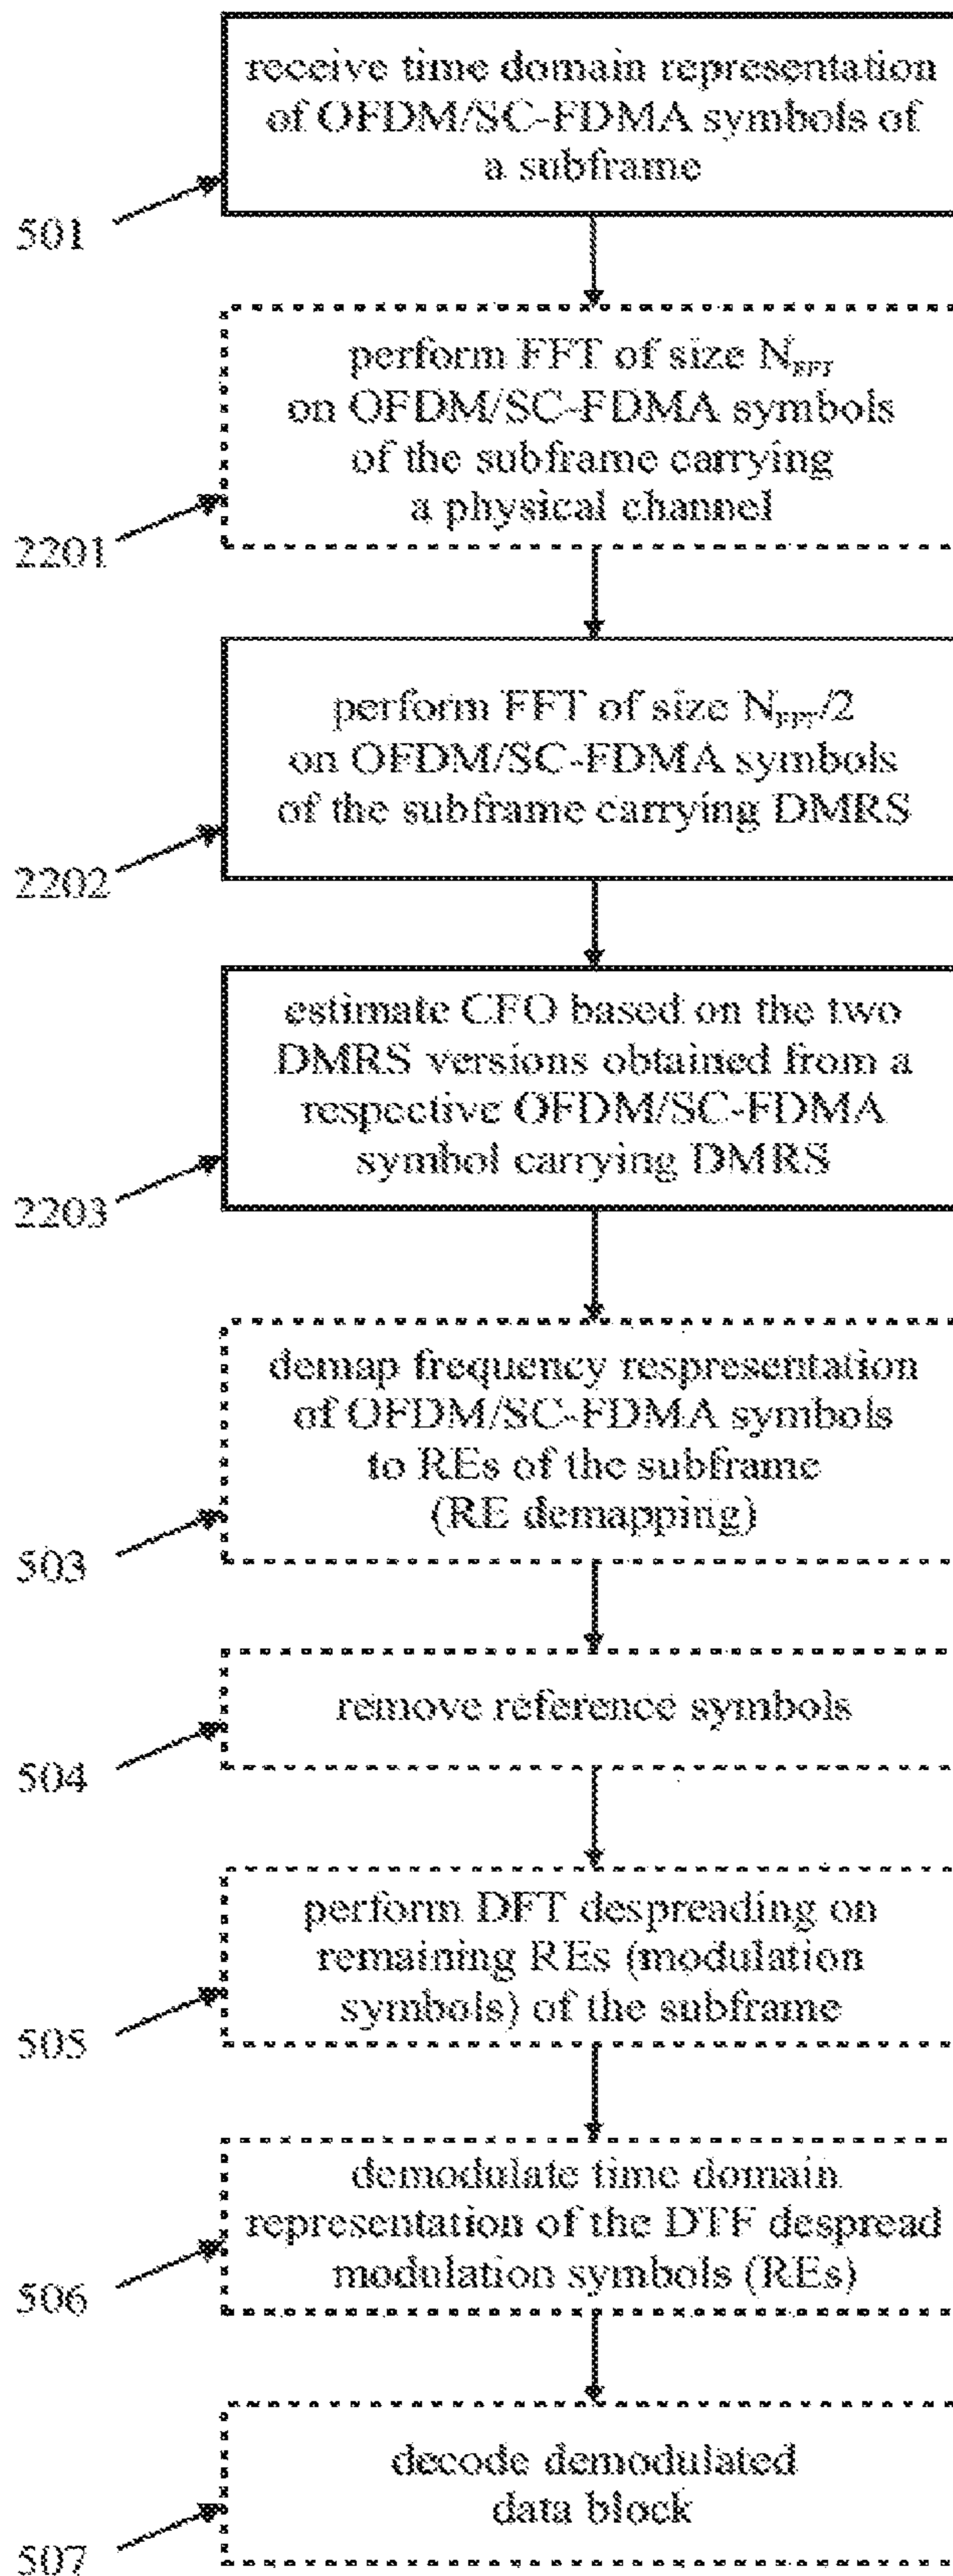 receive time domain representation
of OFDM/SC-FDMA symbols of
a subframe
501
perform FFT of size N_FFT
on OFDM/SC-FDMA symbols
of the subframe carrying
a physical channel
2201
perform FFT of size N_FFT/2
on OFDM/SC-FDMA symbols
of the subframe carrying DMRS
2202
estimate CFO based on the two
DMRS versions obtained from a
respective OFDM/SC-FDMA
symbol carrying DMRS
2203
demap frequency respresentation
of OFDM/SC-FDMA symbols
to REs of the subframe
(RE demapping)
503
remove reference symbols
504
perform DFT despreading on
remaining REs (modulation
symbols) of the subframe
505
demodulate time domain
representation of the DTF despread
modulation symbols (REs)
506
decode demodulated
data block
507